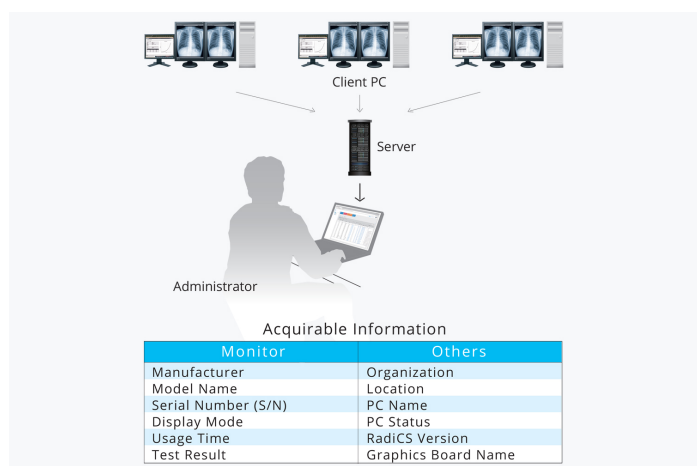 Client PC
Server
Administrator
Acquirable Information
Monitor Others
Manufacturer Organization
Model Name Location
Serial Number (S/N) PC Name
Display Mode PC Status
Usage Time RadiCS Version
Test Result Graphics Board Name